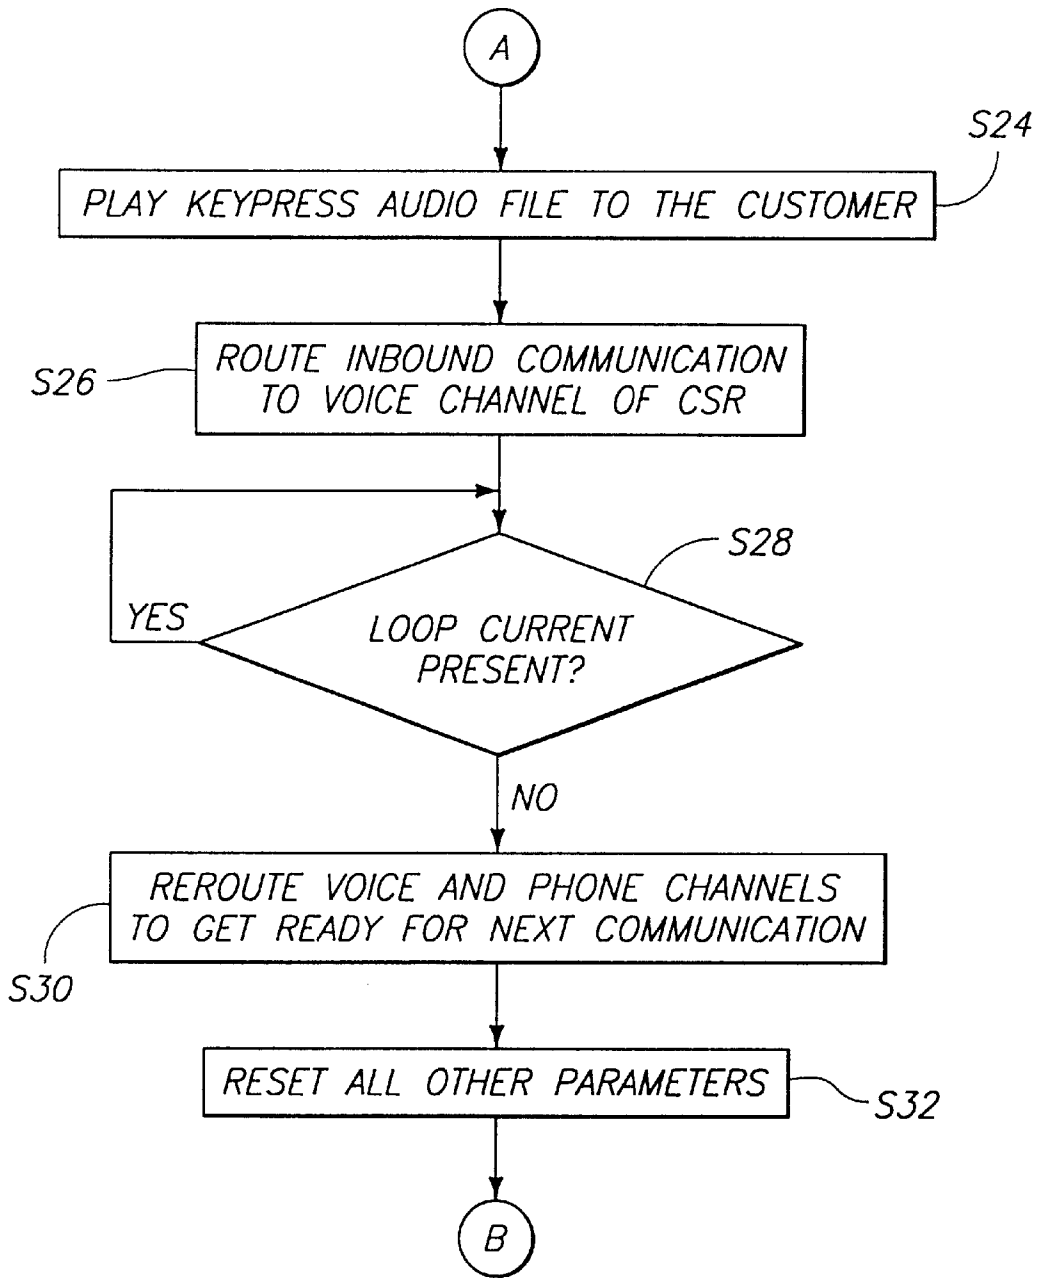 A
S24
PLAY KEYPRESS AUDIO FILE TO THE CUSTOMER
ROUTE INBOUND COMMUNICATION
TO VOICE CHANNEL OF CSR
S26
S28
YES
LOOP CURRENT
PRESENT?
NO
REROUTE VOICE AND PHONE CHANNELS
TO GET READY FOR NEXT COMMUNICATION
S30
RESET ALL OTHER PARAMETERS
S32
B